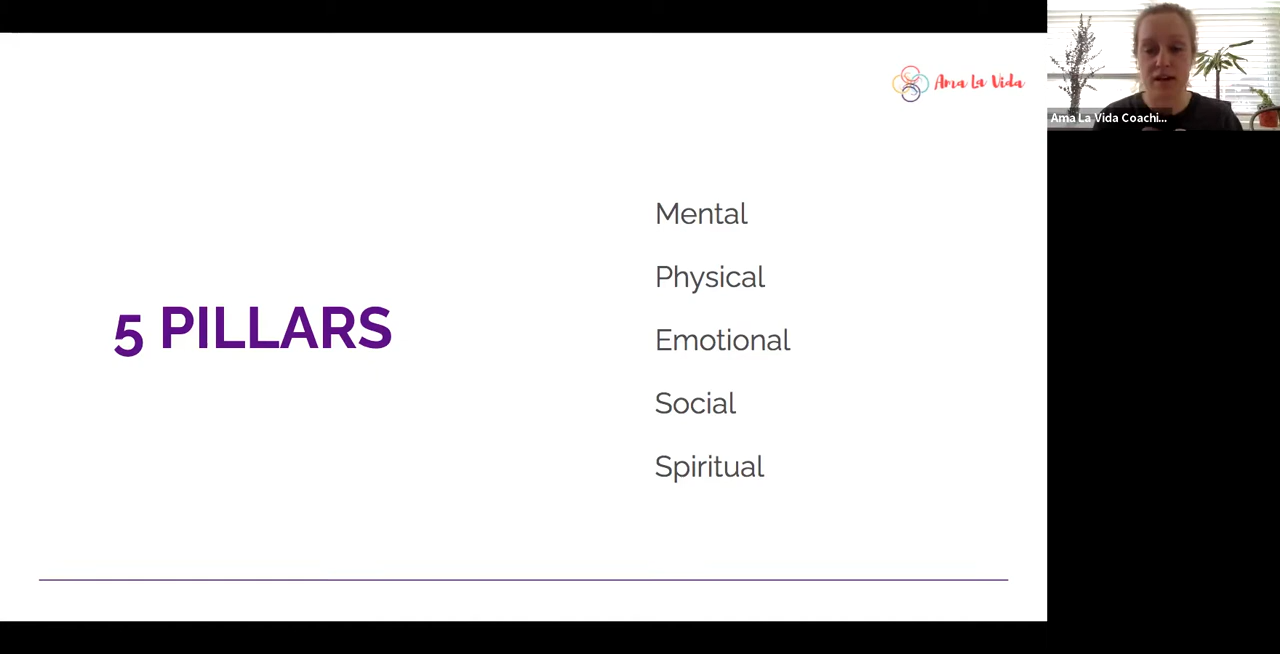 Ama La Vida
Ama La Vida Coachi...
5 PILLARS
Mental
Physical
Emotional
Social
Spiritual